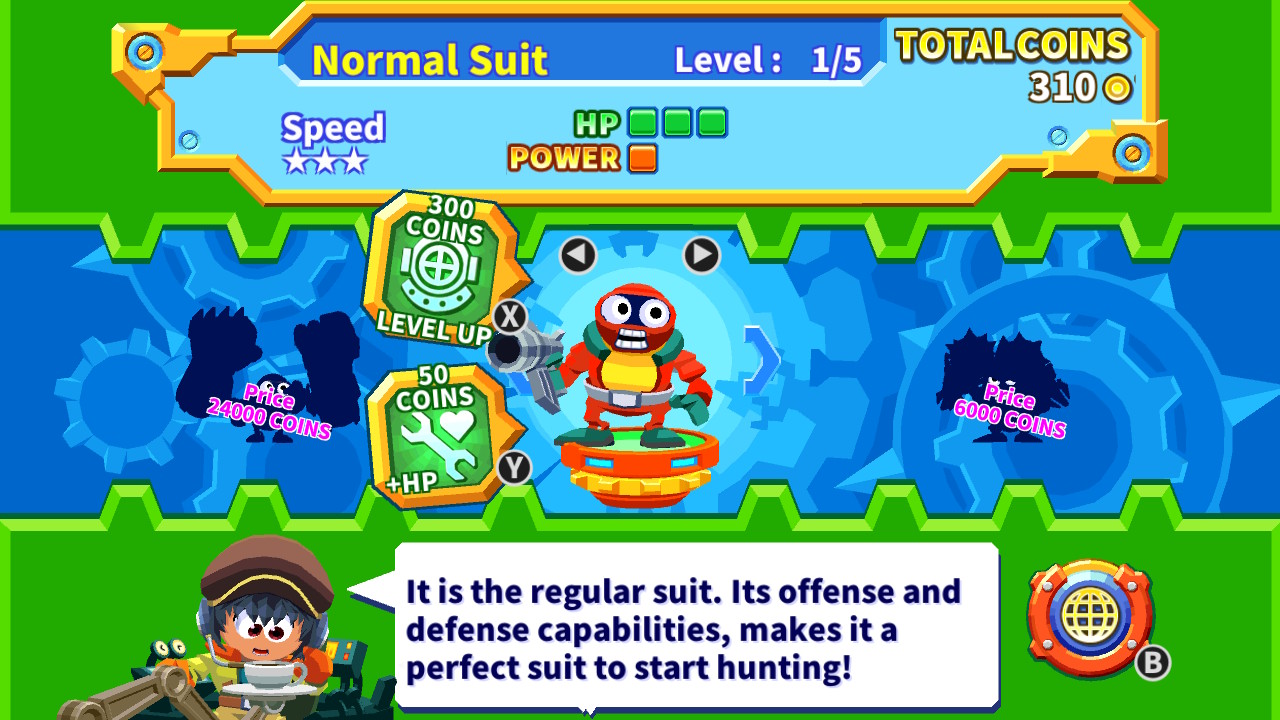 Normal Suit
Level : 1/5
TOTAL COINS
310
Speed
HP
POWER
300
COINS
LEVEL UP
X
50
COINS
+HP
Y
Price
24000 COINS
Price
6000 COINS
It is the regular suit. Its offense and
defense capabilities, makes it a
perfect suit to start hunting!
B